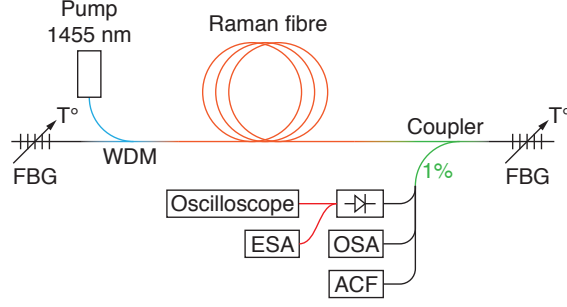 Pump
1455 nm
Raman fibre
T°
FBG
WDM
Coupler
T°
FBG
1%
Oscilloscope
ESA
OSA
ACF